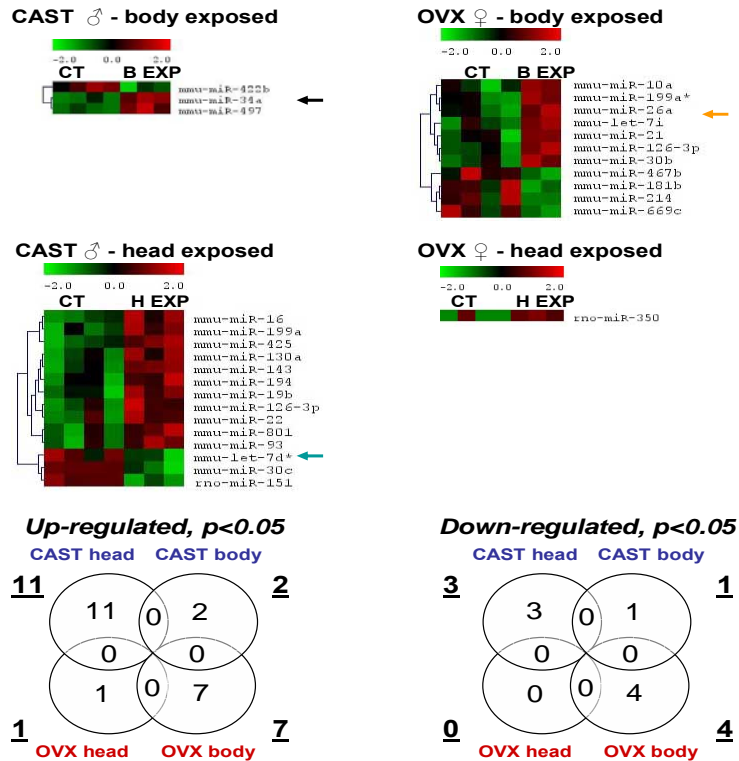 CAST ♂ - body exposed
-2.0 0.0 2.0
CT B EXP
mmu-miR-422b
mmu-miR-34a
mmu-miR-497
OVX ♀ - body exposed
-2.0 0.0 2.0
CT B EXP
mmu-miR-10a
mmu-miR-199a*
mmu-miR-26a
mmu-let-7i
mmu-miR-21
mmu-miR-126-3p
mmu-miR-30b
mmu-miR-467b
mmu-miR-181b
mmu-miR-214
mmu-miR-669c
CAST ♂ - head exposed
-2.0 0.0 2.0
CT H EXP
mmu-miR-16
mmu-miR-199a
mmu-miR-425
mmu-miR-130a
mmu-miR-143
mmu-miR-194
mmu-miR-19b
mmu-miR-126-3p
mmu-miR-22
mmu-miR-801
mmu-miR-93
mmu-let-7d*
mmu-miR-30c
rno-miR-151
OVX ♀ - head exposed
-2.0 0.0 2.0
CT H EXP
rno-miR-350
Up-regulated, p<0.05
CAST head CAST body
11 2
11 0 2
0 0
1 0 7
1 7
OVX head OVX body
Down-regulated, p<0.05
CAST head CAST body
3 1
3 0 1
0 0
0 0 4
0 4
OVX head OVX body